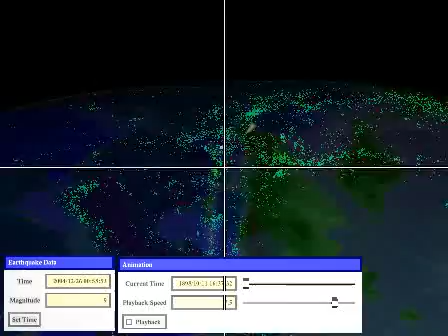 Earthquake Data
Time
2004/12/26 00:58:53
Magnitude
9
Set Time
Animation
Current Time
Playback Speed
Playback